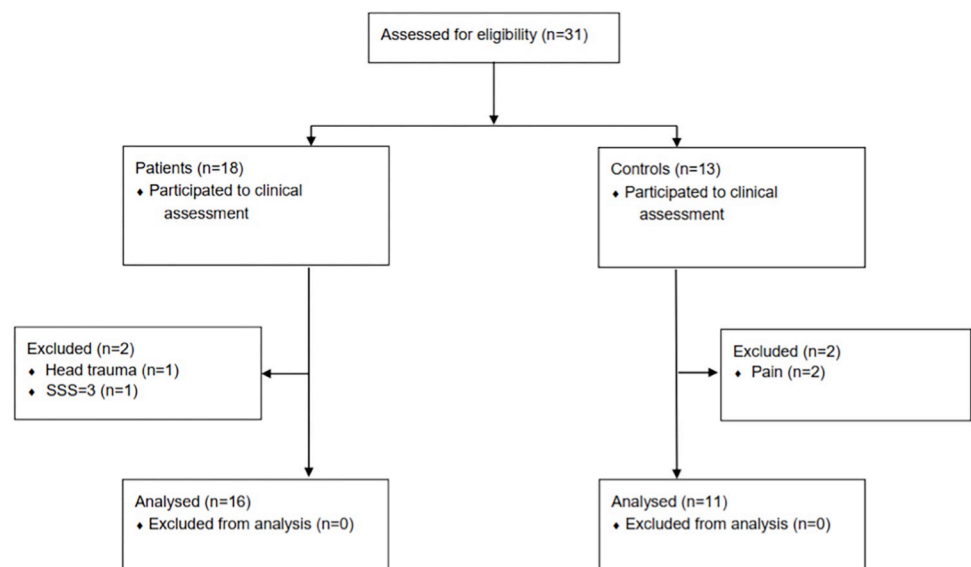 Assessed for eligibility (n=31)
Patients (n=18)
♦ Participated to clinical
assessment
Controls (n=13)
♦ Participated to clinical
assessment
Excluded (n=2)
♦ Head trauma (n=1)
♦ SSS=3 (n=1)
Excluded (n=2)
♦ Pain (n=2)
Analysed (n=16)
♦ Excluded from analysis (n=0)
Analysed (n=11)
♦ Excluded from analysis (n=0)